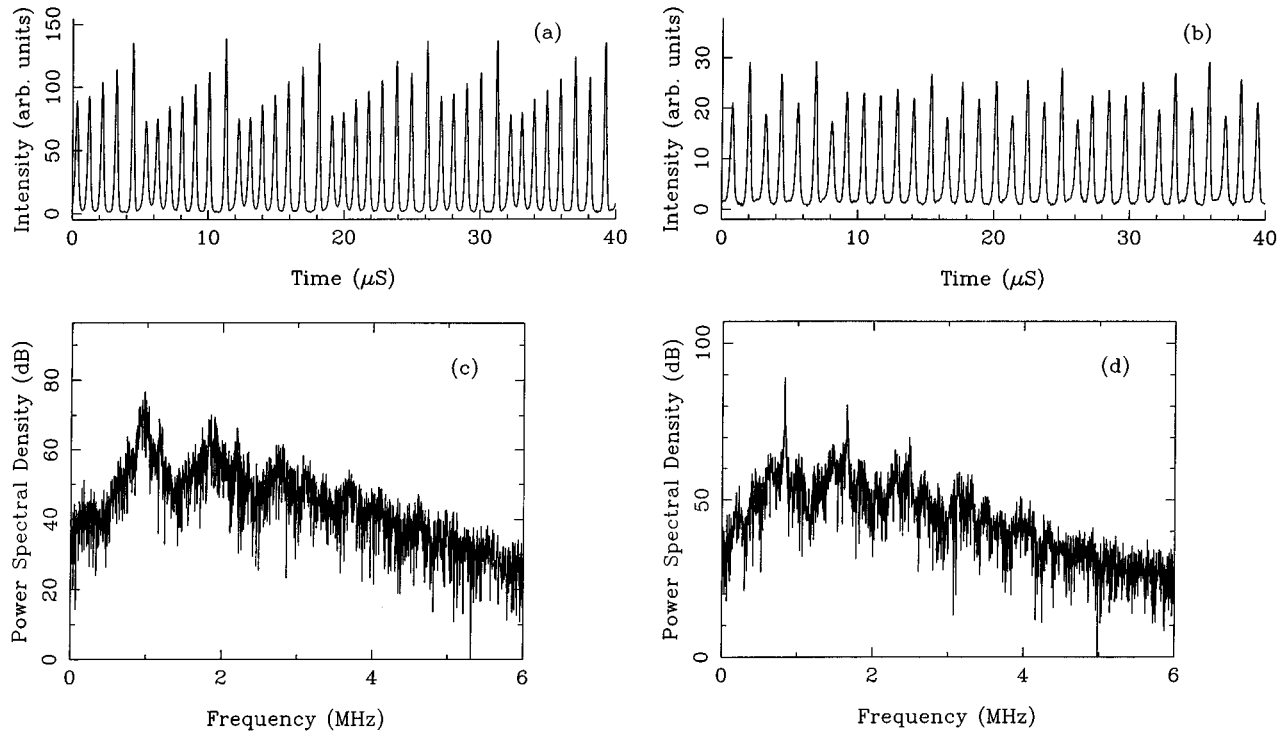 (a)
Intensity (arb. units)
150
100
50
0
0 10 20 30 40
Time (μS)
(b)
Intensity (arb. units)
30
20
10
0
0 10 20 30 40
Time (μS)
(c)
Power Spectral Density (dB)
80
60
40
20
0
0 2 4 6
Frequency (MHz)
(d)
Power Spectral Density (dB)
100
50
0
0 2 4 6
Frequency (MHz)